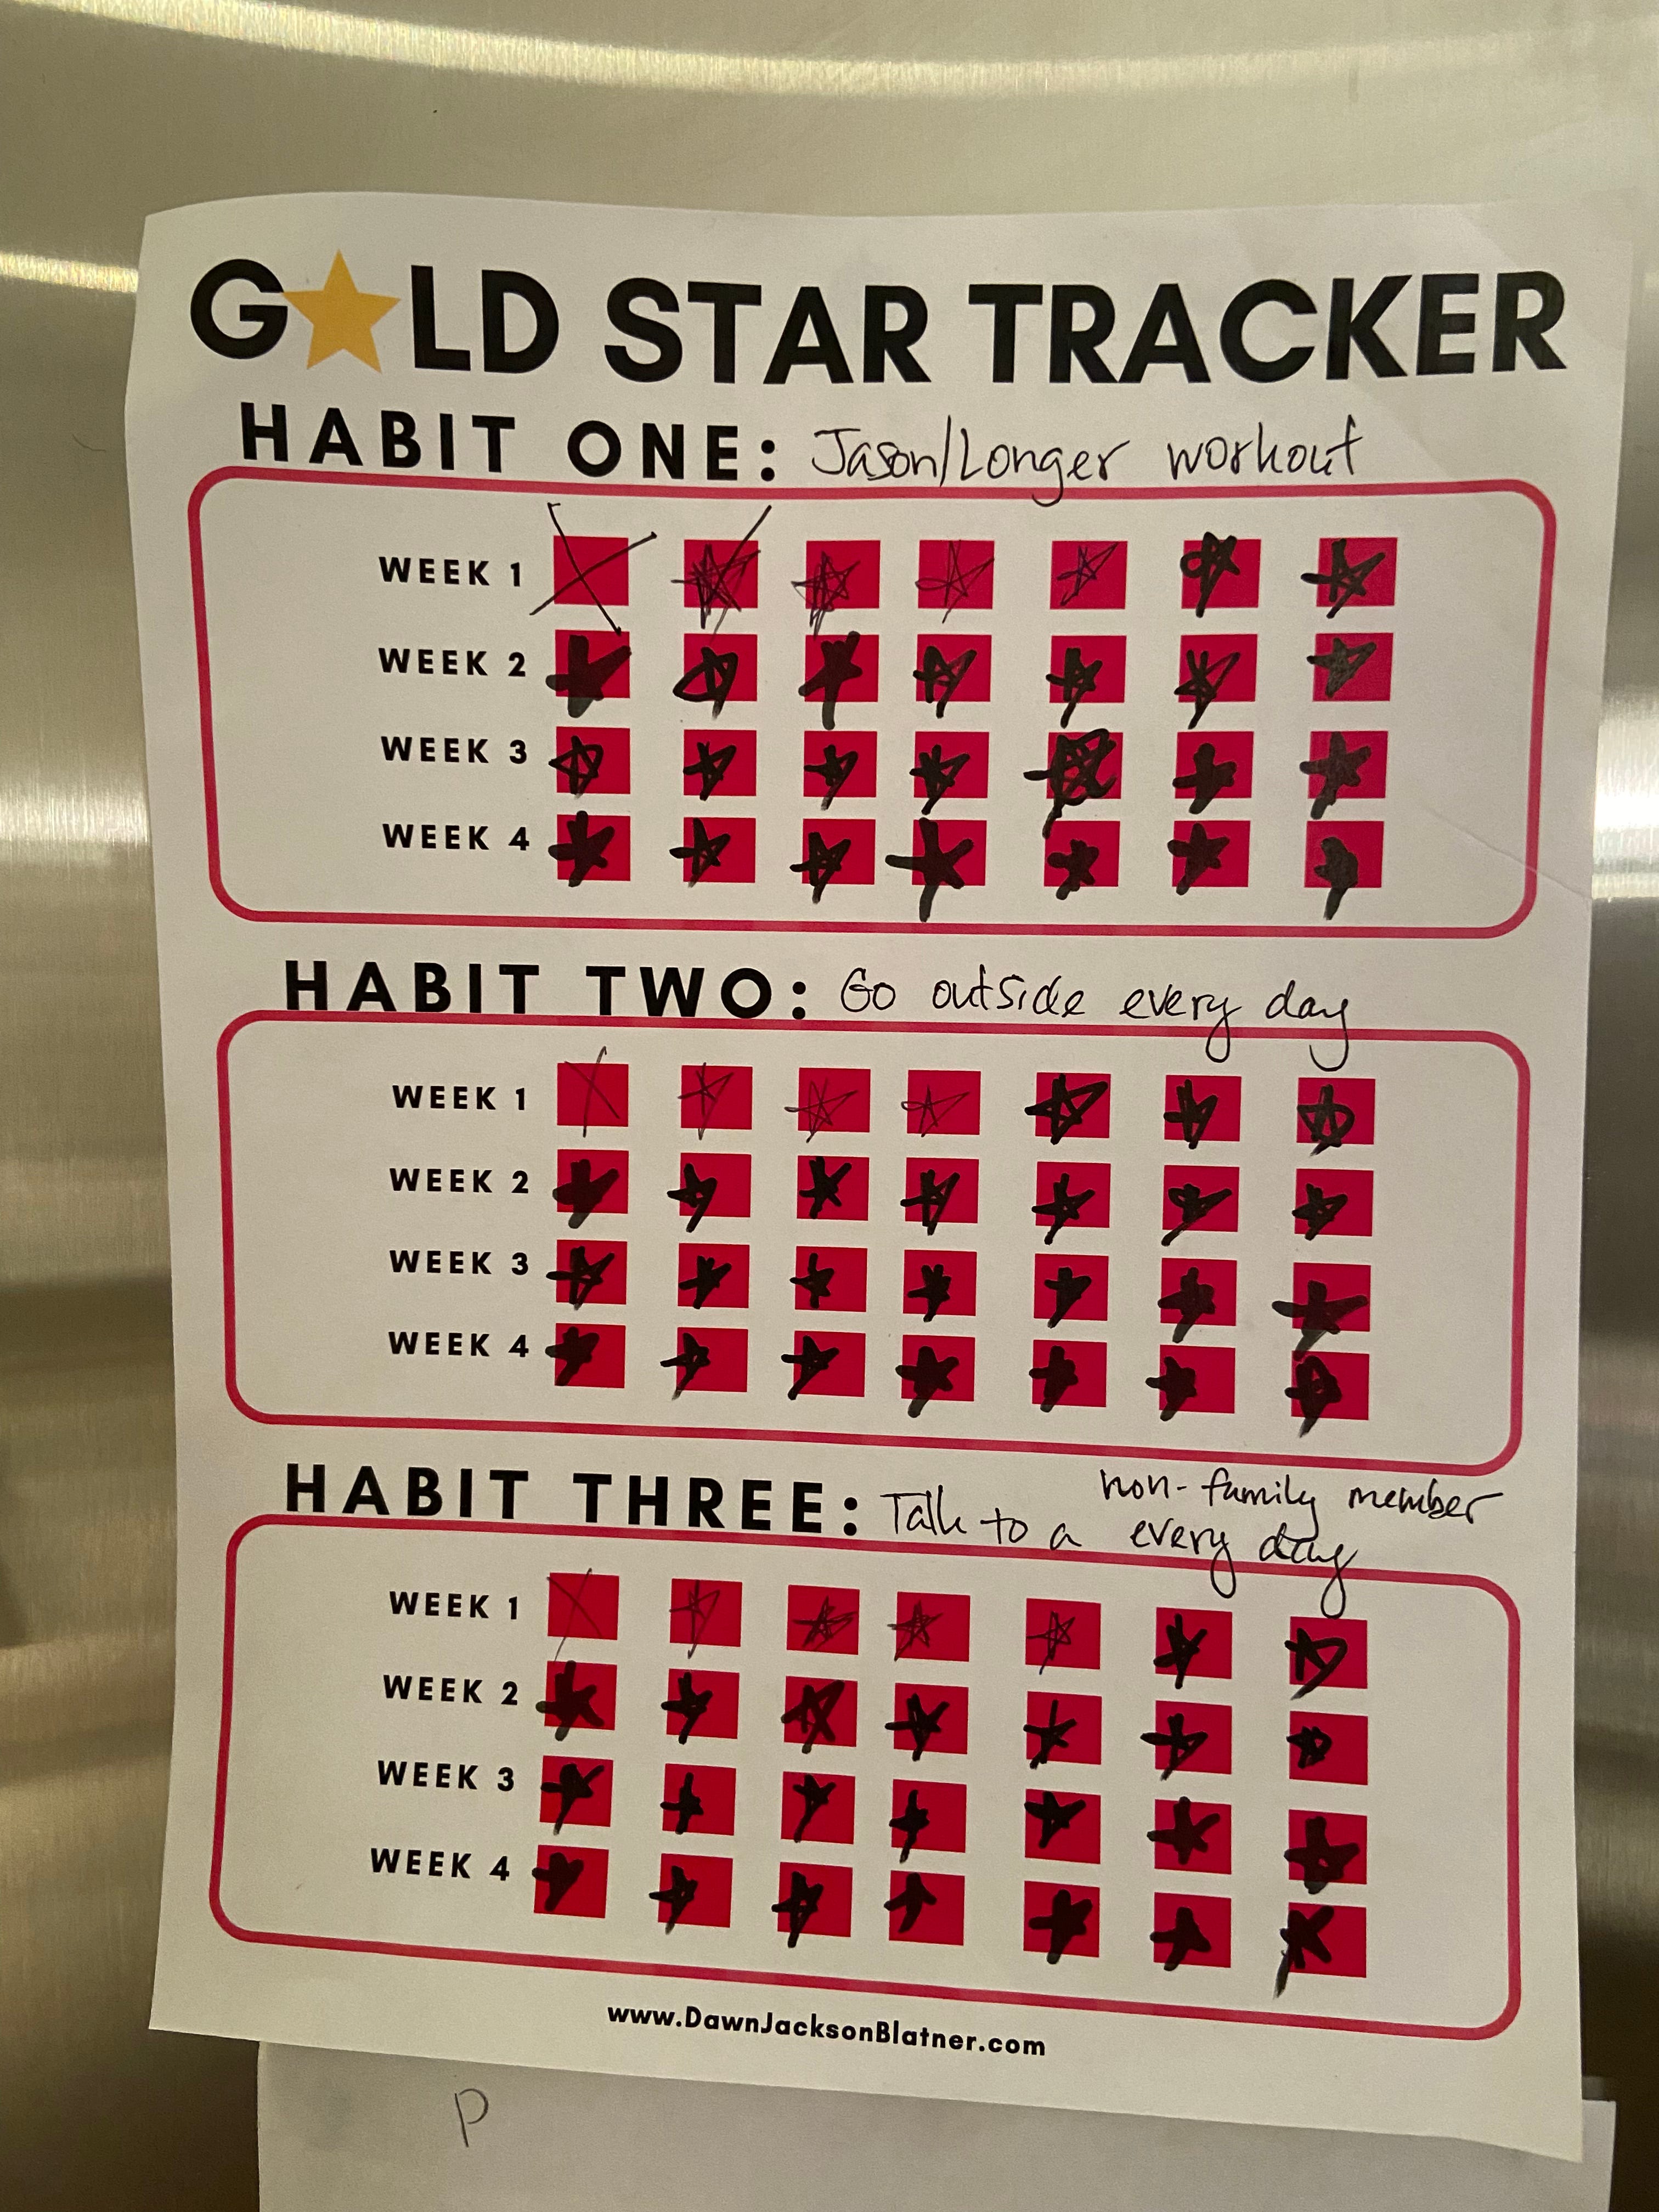 G★LD STAR TRACKER
HABIT ONE: Jason/Longer workout
WEEK 1
WEEK 2
WEEK 3
WEEK 4
HABIT TWO: Go outside every day
WEEK 1
WEEK 2
WEEK 3
WEEK 4
HABIT THREE: Talk to a non-family member
every day
WEEK 1
WEEK 2
WEEK 3
WEEK 4
www.DawnJacksonBlatner.com
P